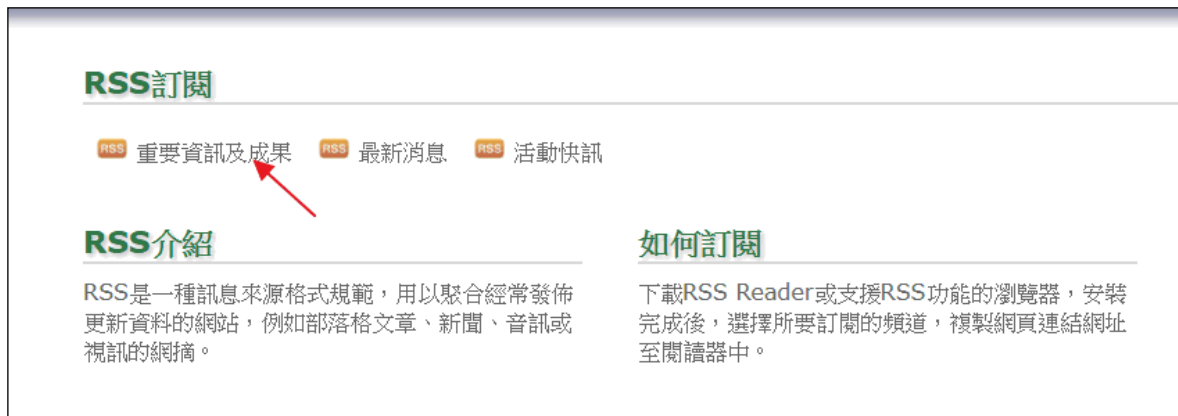 RSS訂閱
RSS 重要資訊及成果 RSS 最新消息 RSS 活動快訊
RSS介紹
RSS是一種訊息來源格式規範，用以聚合經常發佈
更新資料的網站，例如部落格文章、新聞、音訊或
視訊的網摘。
如何訂閱
下載RSS Reader或支援RSS功能的瀏覽器，安裝
完成後，選擇所要訂閱的頻道，複製網頁連結網址
至閱讀器中。